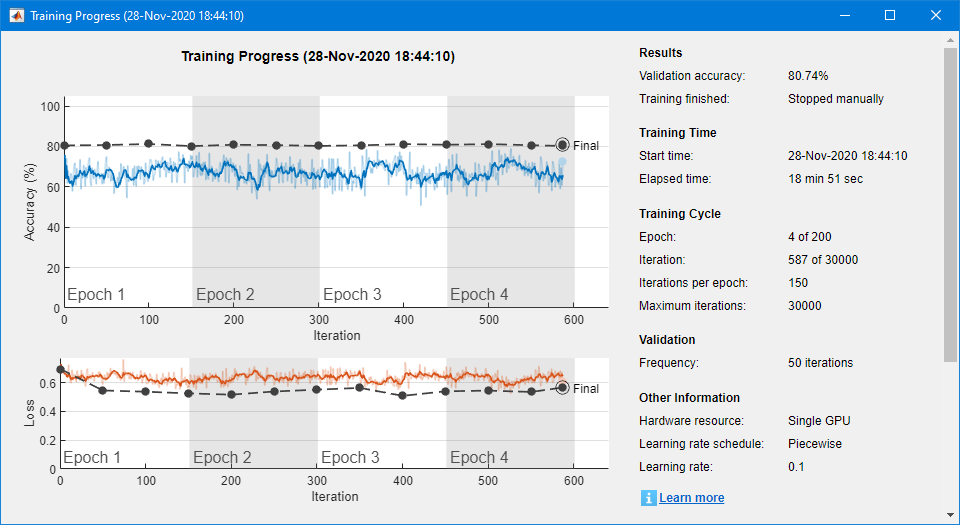 Training Progress (28-Nov-2020 18:44:10)
Training Progress (28-Nov-2020 18:44:10)
100
80
60
40
20
0
Accuracy (%)
Final
Epoch 1 Epoch 2 Epoch 3 Epoch 4
0 100 200 300 400 500 600
Iteration
0.6
0.4
0.2
0
Loss
Final
Epoch 1 Epoch 2 Epoch 3 Epoch 4
0 100 200 300 400 500 600
Iteration
Results
Validation accuracy: 80.74%
Training finished: Stopped manually
Training Time
Start time: 28-Nov-2020 18:44:10
Elapsed time: 18 min 51 sec
Training Cycle
Epoch: 4 of 200
Iteration: 587 of 30000
Iterations per epoch: 150
Maximum iterations: 30000
Validation
Frequency: 50 iterations
Other Information
Hardware resource: Single GPU
Learning rate schedule: Piecewise
Learning rate: 0.1
i Learn more